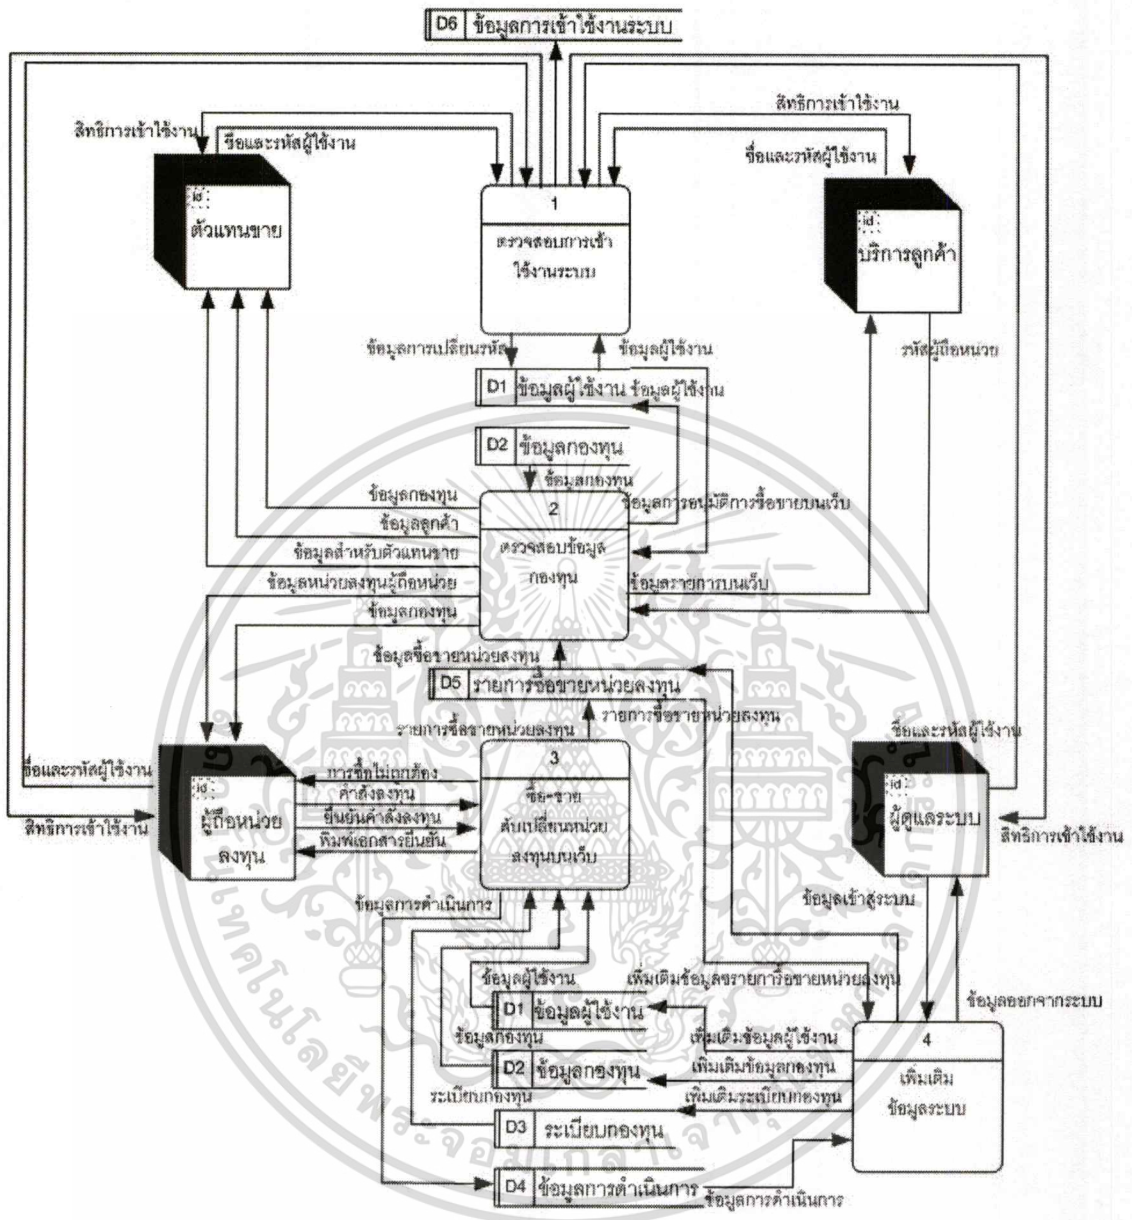 D6 ข้อมูลการเข้าใช้งานระบบ
สิทธิการเข้าใช้งาน
ชื่อและรหัสผู้ใช้งาน
สิทธิการเข้าใช้งาน
ชื่อและรหัสผู้ใช้งาน
id
ตัวแทนขาย
1
ตรวจสอบการเข้า
ใช้งานระบบ
id
บริการลูกค้า
ข้อมูลการเปลี่ยนรหัส
ข้อมูลผู้ใช้งาน
รหัสผู้ถือหน่วย
D1 ข้อมูลผู้ใช้งาน
ข้อมูลผู้ใช้งาน
D2 ข้อมูลกองทุน
ข้อมูลกองทุน
ข้อมูลกองทุน
ข้อมูลลูกค้า
ข้อมูลสำหรับตัวแทนขาย
ข้อมูลหน่วยลงทุนผู้ถือหน่วย
ข้อมูลกองทุน
2
ตรวจสอบข้อมูล
กองทุน
ข้อมูลการอนุมัติการซื้อขายบนเว็บ
ข้อมูลรายการบนเว็บ
ข้อมูลซื้อขายหน่วยลงทุน
D5 รายการซื้อขายหน่วยลงทุน
รายการซื้อขายหน่วยลงทุน
รายการซื้อขายหน่วยลงทุน
ชื่อและรหัสผู้ใช้งาน
สิทธิการเข้าใช้งาน
id
ผู้ถือหน่วย
ลงทุน
การซื้อไม่ถูกต้อง
คำสั่งลงทุน
ยืนยันคำสั่งลงทุน
พิมพ์เอกสารยืนยัน
3
ซื้อ-ขาย
สับเปลี่ยนหน่วย
ลงทุนบนเว็บ
ชื่อและรหัสผู้ใช้งาน
id
ผู้ดูแลระบบ
สิทธิการเข้าใช้งาน
ข้อมูลการดำเนินการ
ข้อมูลเข้าสู่ระบบ
ข้อมูลออกจากระบบ
ข้อมูลผู้ใช้งาน
เพิ่มเติมข้อมูลขรายการื้อขายหน่วยลงทุน
D1 ข้อมูลผู้ใช้งาน
ข้อมูลกองทุน
เพิ่มเติมข้อมูลผู้ใช้งาน
D2 ข้อมูลกองทุน
เพิ่มเติมข้อมูลกองทุน
ระเบียบกองทุน
เพิ่มเติมระเบียบกองทุน
D3 ระเบียบกองทุน
4
เพิ่มเติม
ข้อมูลระบบ
D4 ข้อมูลการดำเนินการ
ข้อมูลการดำเนินการ